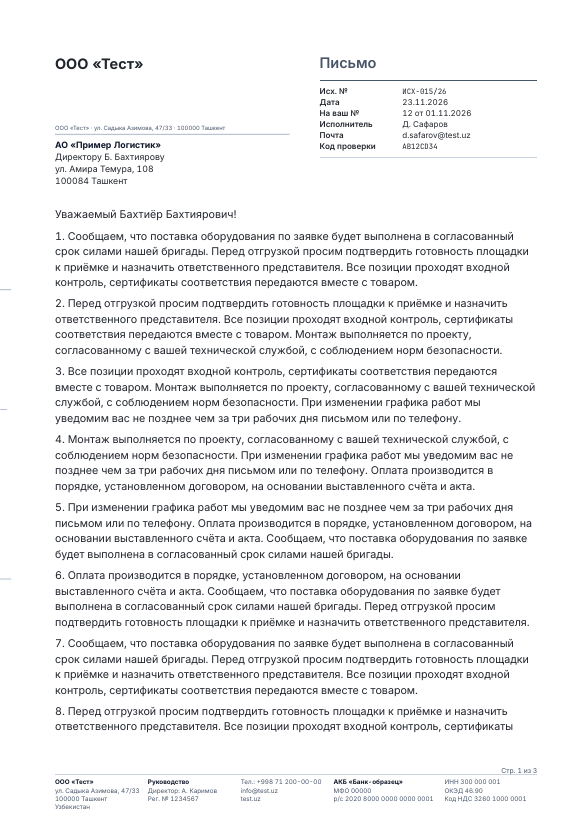 ООО «Тест»
Письмо
Исх. № ИСХ-015/26
Дата 23.11.2026
На ваш № 12 от 01.11.2026
Исполнитель Д. Сафаров
Почта d.safarov@test.uz
Код проверки AB12CD34
ООО «Тест» · ул. Садыка Азимова, 47/33 · 100000 Ташкент
АО «Пример Логистик»
Директору Б. Бахтиярову
ул. Амира Темура, 108
100084 Ташкент
Уважаемый Бахтиёр Бахтиярович!
1. Сообщаем, что поставка оборудования по заявке будет выполнена в согласованный
срок силами нашей бригады. Перед отгрузкой просим подтвердить готовность площадки
к приёмке и назначить ответственного представителя. Все позиции проходят входной
контроль, сертификаты соответствия передаются вместе с товаром.
2. Перед отгрузкой просим подтвердить готовность площадки к приёмке и назначить
ответственного представителя. Все позиции проходят входной контроль, сертификаты
соответствия передаются вместе с товаром. Монтаж выполняется по проекту,
согласованному с вашей технической службой, с соблюдением норм безопасности.
3. Все позиции проходят входной контроль, сертификаты соответствия передаются
вместе с товаром. Монтаж выполняется по проекту, согласованному с вашей технической
службой, с соблюдением норм безопасности. При изменении графика работ мы
уведомим вас не позднее чем за три рабочих дня письмом или по телефону.
4. Монтаж выполняется по проекту, согласованному с вашей технической службой, с
соблюдением норм безопасности. При изменении графика работ мы уведомим вас не
позднее чем за три рабочих дня письмом или по телефону. Оплата производится в
порядке, установленном договором, на основании выставленного счёта и акта.
5. При изменении графика работ мы уведомим вас не позднее чем за три рабочих дня
письмом или по телефону. Оплата производится в порядке, установленном договором, на
основании выставленного счёта и акта. Сообщаем, что поставка оборудования по заявке
будет выполнена в согласованный срок силами нашей бригады.
6. Оплата производится в порядке, установленном договором, на основании
выставленного счёта и акта. Сообщаем, что поставка оборудования по заявке будет
выполнена в согласованный срок силами нашей бригады. Перед отгрузкой просим
подтвердить готовность площадки к приёмке и назначить ответственного представителя.
7. Сообщаем, что поставка оборудования по заявке будет выполнена в согласованный
срок силами нашей бригады. Перед отгрузкой просим подтвердить готовность площадки
к приёмке и назначить ответственного представителя. Все позиции проходят входной
контроль, сертификаты соответствия передаются вместе с товаром.
8. Перед отгрузкой просим подтвердить готовность площадки к приёмке и назначить
ответственного представителя. Все позиции проходят входной контроль, сертификаты
Стр. 1 из 3
ООО «Тест»
ул. Садыка Азимова, 47/33
100000 Ташкент
Узбекистан
Руководство
Директор: А. Каримов
Рег. № 1234567
Тел.: +998 71 200-00-00
info@test.uz
test.uz
АКБ «Банк-образец»
МФО 00000
р/с 2020 8000 0000 0000 0001
ИНН 300 000 001
ОКЭД 46.90
Код НДС 3260 1000 0001